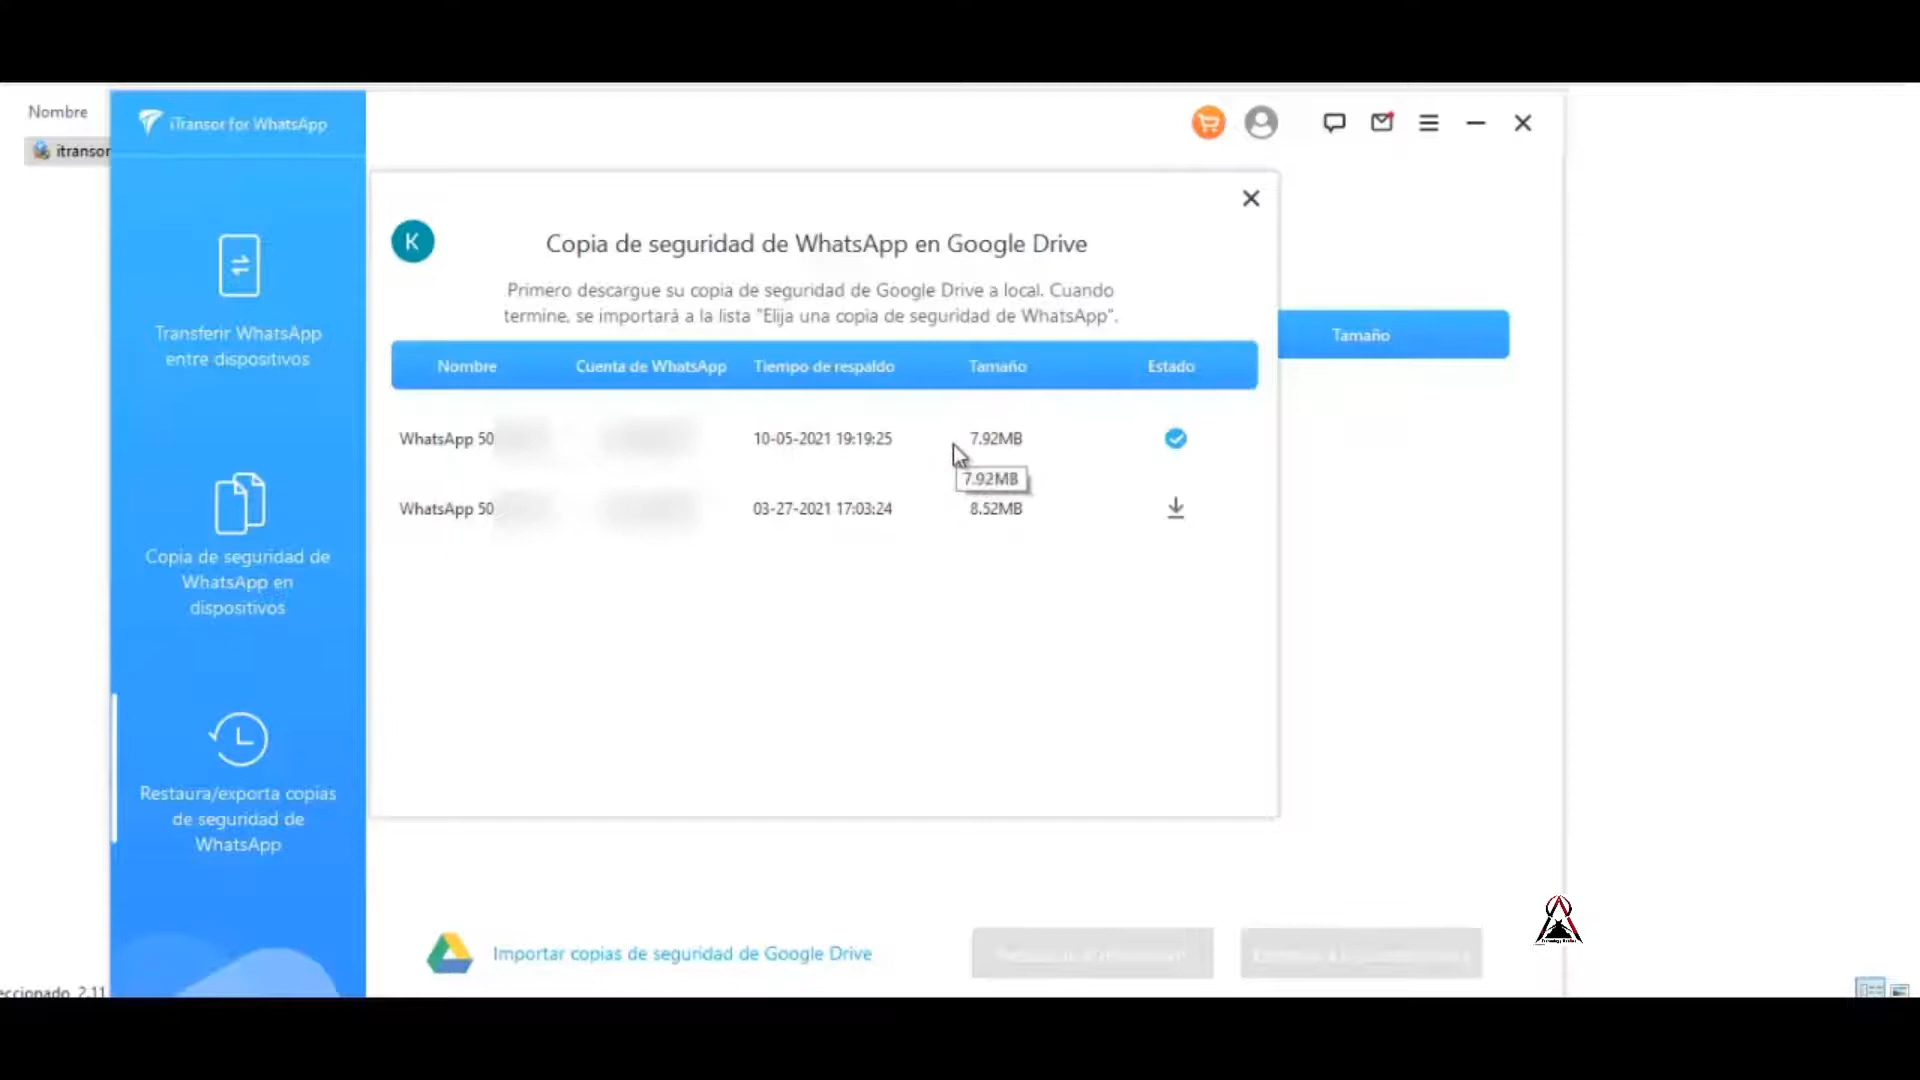 Nombre
itransor
iTransor for WhatsApp
Transferir WhatsApp
entre dispositivos
Copia de seguridad de
WhatsApp en
dispositivos
Restaura/exporta copias
de seguridad de
WhatsApp
K
Copia de seguridad de WhatsApp en Google Drive
Primero descargue su copia de seguridad de Google Drive a local. Cuando
termine, se importará a la lista "Elija una copia de seguridad de WhatsApp".
Tamaño
Nombre Cuenta de WhatsApp Tiempo de respaldo Tamaño Estado
WhatsApp 50 10-05-2021 19:19:25 7.92MB
7.92MB
WhatsApp 50 03-27-2021 17:03:24 8.52MB
Importar copias de seguridad de Google Drive
eccionado 2,11